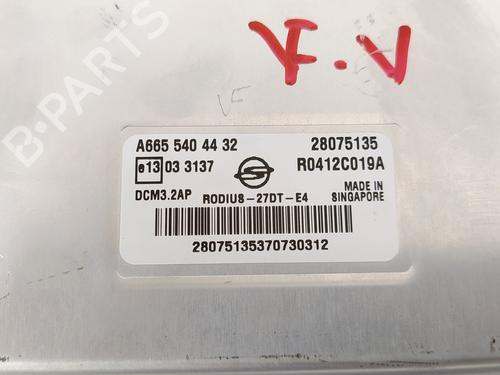 B-PARTS
V.F.V
VF
A665 540 44 32
28075135
e13 03 3137
R0412C019A
DCM3.2AP
RODIUS-27DT-E4
MADE IN
SINGAPORE
28075135370730312